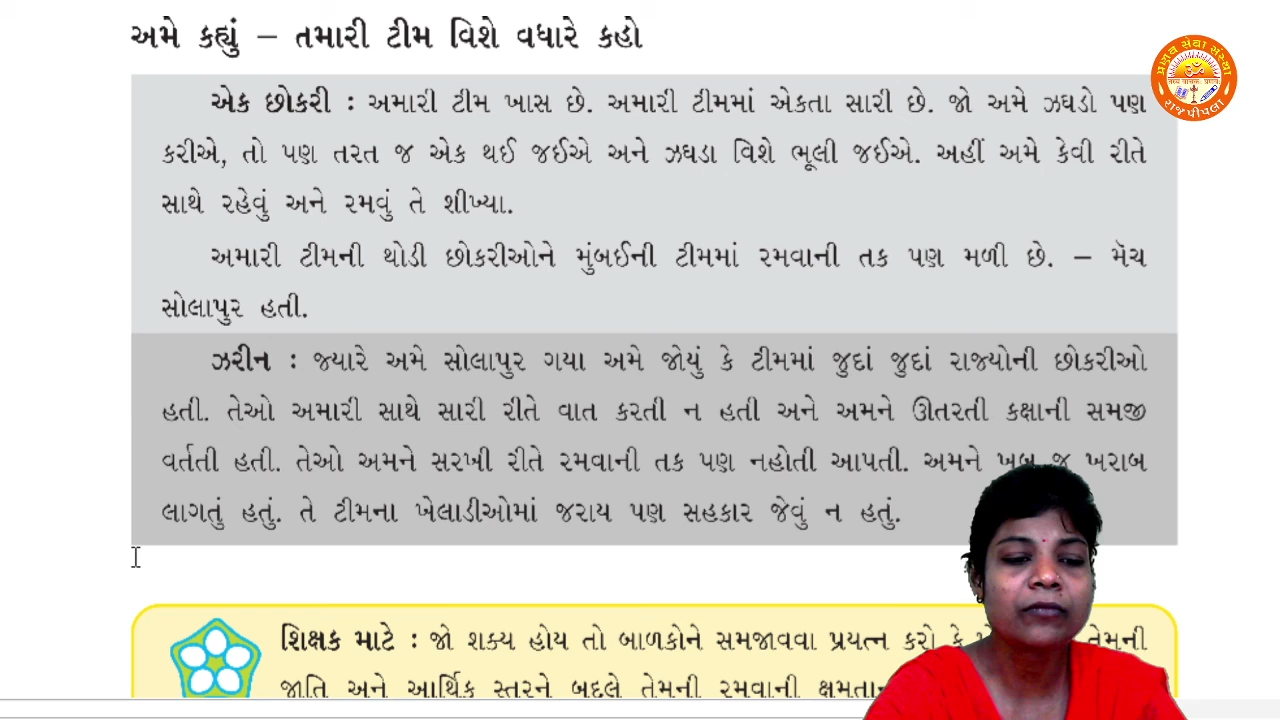 અમે કહ્યું – તમારી ટીમ વિશે વધારે કહો
પ્રણવ સેવા સંસ્થા
રાજપીપલા
એક છોકરી : અમારી ટીમ ખાસ છે. અમારી ટીમમાં એકતા સારી છે. જો અમે ઝઘડો પણ
કરીએ, તો પણ તરત જ એક થઈ જઈએ અને ઝઘડા વિશે ભૂલી જઈએ. અહીં અમે કેવી રીતે
સાથે રહેવું અને રમવું તે શીખ્યા.
અમારી ટીમની થોડી છોકરીઓને મુંબઈની ટીમમાં રમવાની તક પણ મળી છે. – મૅચ
સોલાપુર હતી.
ઝરીન : જ્યારે અમે સોલાપુર ગયા અમે જોયું કે ટીમમાં જુદાં જુદાં રાજ્યોની છોકરીઓ
હતી. તેઓ અમારી સાથે સારી રીતે વાત કરતી ન હતી અને અમને ઊતરતી કક્ષાની સમજી
વર્તતી હતી. તેઓ અમને સરખી રીતે રમવાની તક પણ નહોતી આપતી. અમને ખૂબ જ ખરાબ
લાગતું હતું. તે ટીમના ખેલાડીઓમાં જરાય પણ સહકાર જેવું ન હતું.
શિક્ષક માટે : જો શક્ય હોય તો બાળકોને સમજાવવા પ્રયત્ન કરો કે તેમની
જાતિ અને આર્થિક સ્તરને બદલે તેમની રમવાની